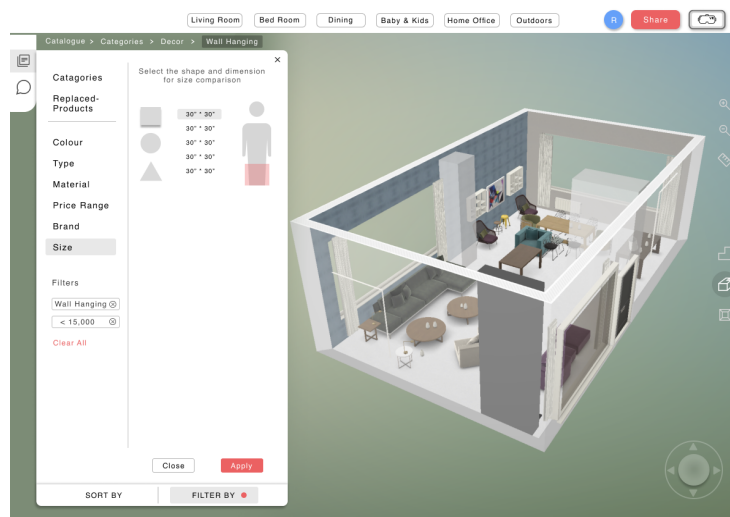 Living Room
Bed Room
Dining
Baby & Kids
Home Office
Outdoors
R
Share
Catalogue > Categories > Decor > Wall Hanging
×
Catagories
Replaced-
Products
Colour
Type
Material
Price Range
Brand
Size
Select the shape and dimension
for size comparison
30" * 30"
30" * 30"
30" * 30"
30" * 30"
30" * 30"
Filters
Wall Hanging
< 15,000
Clear All
Close
Apply
SORT BY
FILTER BY